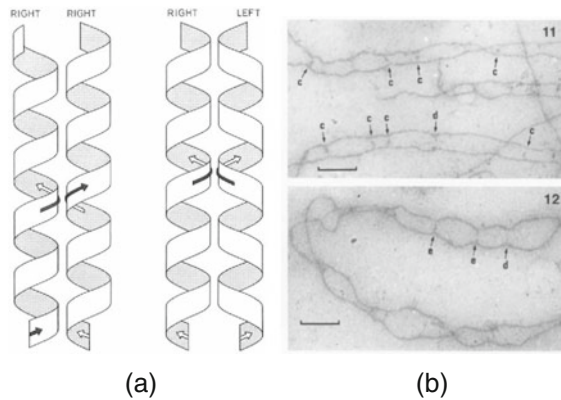 RIGHT RIGHT RIGHT LEFT
11
c c c c
c c c d c
12
e e d
(a) (b)